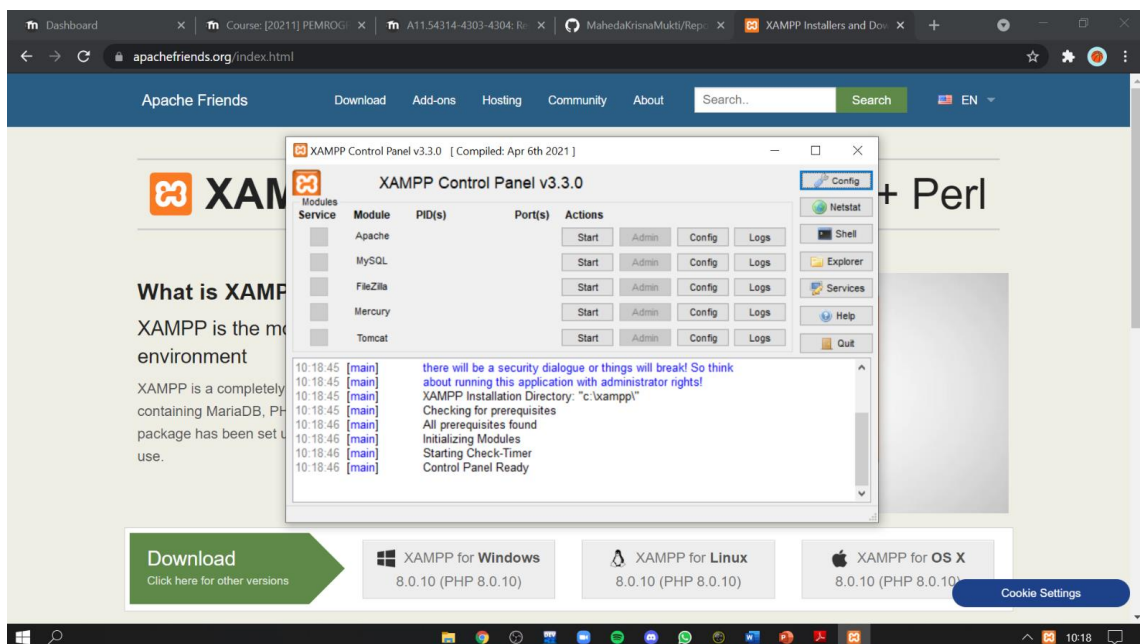 Dashboard
Course: [20211] PEMROG
A11.54314-4303-4304: Re
MahedaKrisnaMukti/Repo
XAMPP Installers and Dow
apachefriends.org/index.html
Apache Friends
Download
Add-ons
Hosting
Community
About
Search..
Search
EN
XAM
+ Perl
XAMPP Control Panel v3.3.0 [ Compiled: Apr 6th 2021 ]
XAMPP Control Panel v3.3.0
Modules
Service Module PID(s) Port(s) Actions
Apache Start Admin Config Logs
MySQL Start Admin Config Logs
FileZilla Start Admin Config Logs
Mercury Start Admin Config Logs
Tomcat Start Admin Config Logs
Config
Netstat
Shell
Explorer
Services
Help
Quit
10:18:45 [main] there will be a security dialogue or things will break! So think
10:18:45 [main] about running this application with administrator rights!
10:18:45 [main] XAMPP Installation Directory: "c:\xampp\"
10:18:45 [main] Checking for prerequisites
10:18:46 [main] All prerequisites found
10:18:46 [main] Initializing Modules
10:18:46 [main] Starting Check-Timer
10:18:46 [main] Control Panel Ready
What is XAMP
XAMPP is the mo
environment
XAMPP is a completely
containing MariaDB, PH
package has been set u
use.
Download
Click here for other versions
XAMPP for Windows
8.0.10 (PHP 8.0.10)
XAMPP for Linux
8.0.10 (PHP 8.0.10)
XAMPP for OS X
8.0.10 (PHP 8.0.10)
Cookie Settings
10:18